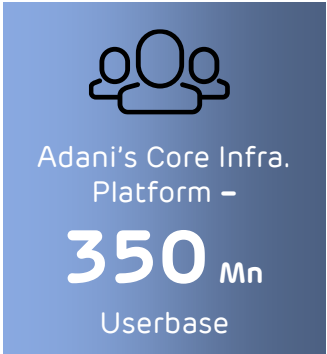 Adani's Core Infra.
Platform –
350 Mn
Userbase